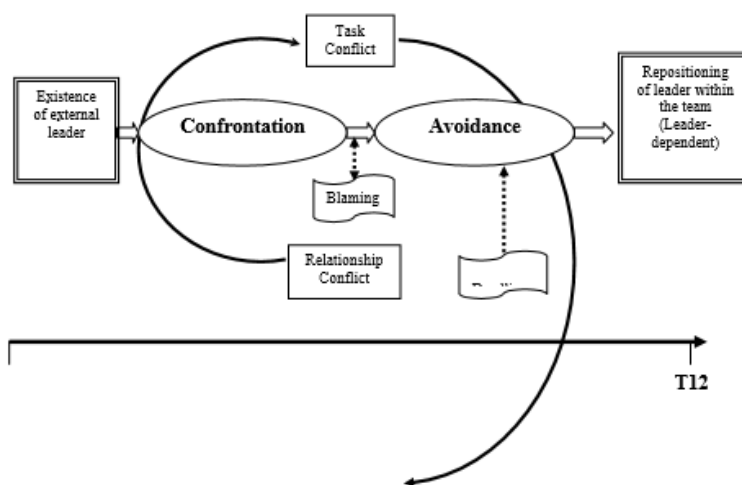 Task
Conflict
Existence
of external
leader
Confrontation
Avoidance
Repositioning
of leader within
the team
(Leader-
dependent)
Blaming
Relationship
Conflict
T12